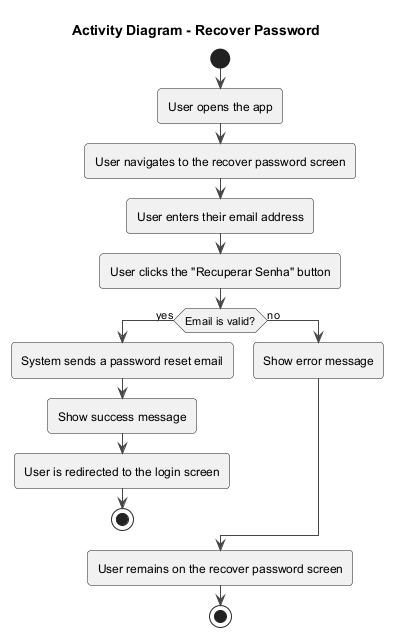 Activity Diagram - Recover Password
User opens the app
User navigates to the recover password screen
User enters their email address
User clicks the "Recuperar Senha" button
Email is valid?
yes
no
System sends a password reset email
Show error message
Show success message
User is redirected to the login screen
User remains on the recover password screen